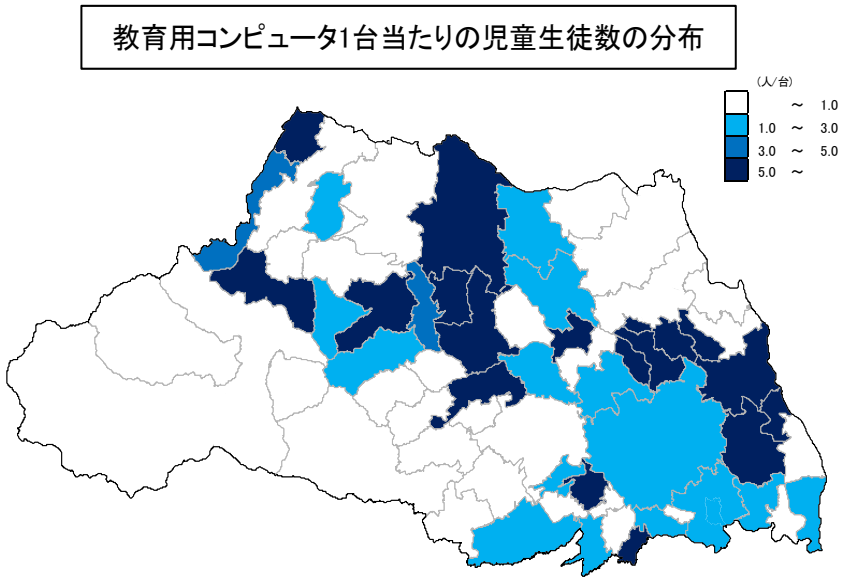 教育用コンピュータ1台当たりの児童生徒数の分布
(人/台)
～ 1.0
1.0 ～ 3.0
3.0 ～ 5.0
5.0 ～